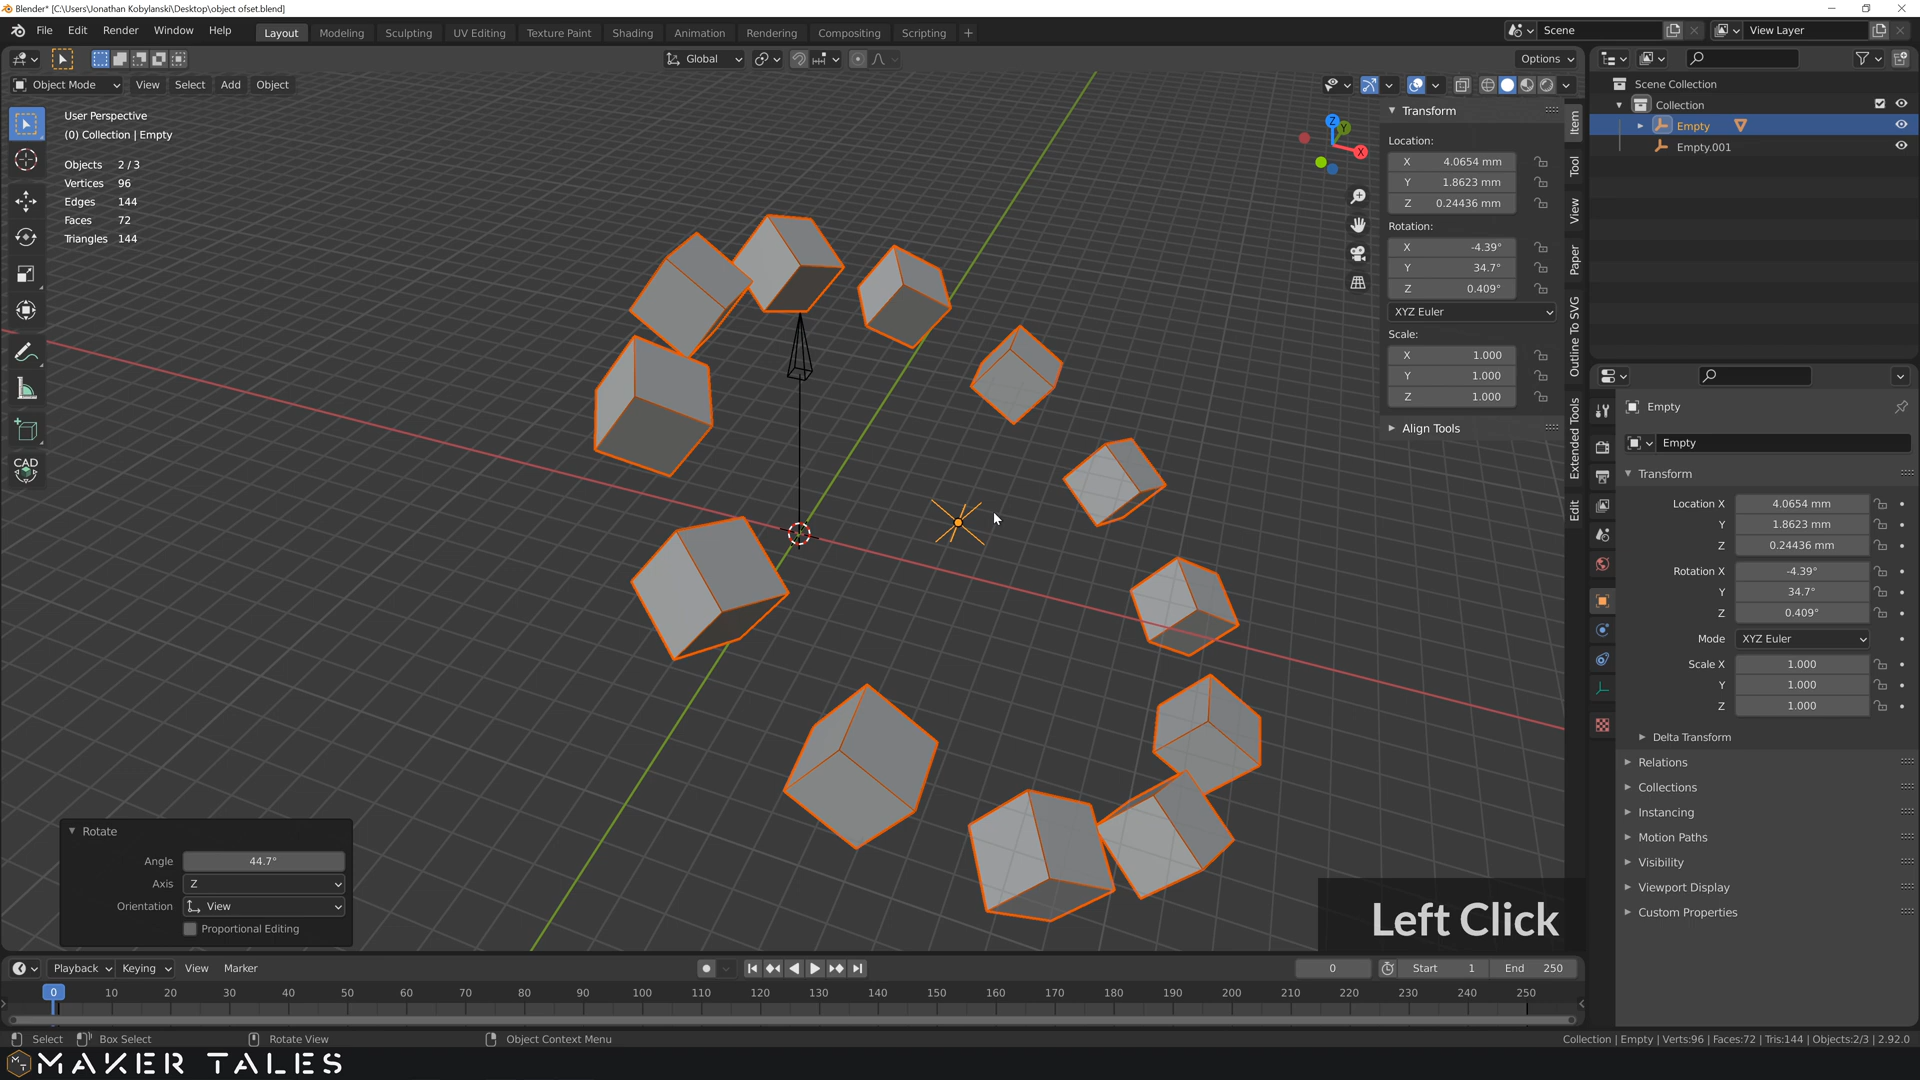 Blender* [C:\Users\Jonathan Kobylanski\Desktop\object ofset.blend]
File Edit Render Window Help Layout Modeling Sculpting UV Editing Texture Paint Shading Animation Rendering Compositing Scripting + Scene View Layer
Global Options
Object Mode View Select Add Object
User Perspective
(0) Collection | Empty
Objects 2 / 3
Vertices 96
Edges 144
Faces 72
Triangles 144
CAD
Z
Y
X
Transform
Location:
X 4.0654 mm
Y 1.8623 mm
Z 0.24436 mm
Rotation:
X -4.39°
Y 34.7°
Z 0.409°
XYZ Euler
Scale:
X 1.000
Y 1.000
Z 1.000
Align Tools
Item
Tool
View
Paper
Outline To SVG
Extended Tools
Edit
Scene Collection
Collection
Empty
Empty.001
Empty
Empty
Transform
Location X 4.0654 mm
Y 1.8623 mm
Z 0.24436 mm
Rotation X -4.39°
Y 34.7°
Z 0.409°
Mode XYZ Euler
Scale X 1.000
Y 1.000
Z 1.000
Delta Transform
Relations
Collections
Instancing
Motion Paths
Visibility
Viewport Display
Custom Properties
Rotate
Angle 44.7°
Axis Z
Orientation View
Proportional Editing
Left Click
Playback Keying View Marker 0 Start 1 End 250
0 10 20 30 40 50 60 70 80 90 100 110 120 130 140 150 160 170 180 190 200 210 220 230 240 250
Select Box Select Rotate View Object Context Menu Collection | Empty | Verts:96 | Faces:72 | Tris:144 | Objects:2/3 | 2.92.0
MAKER TALES